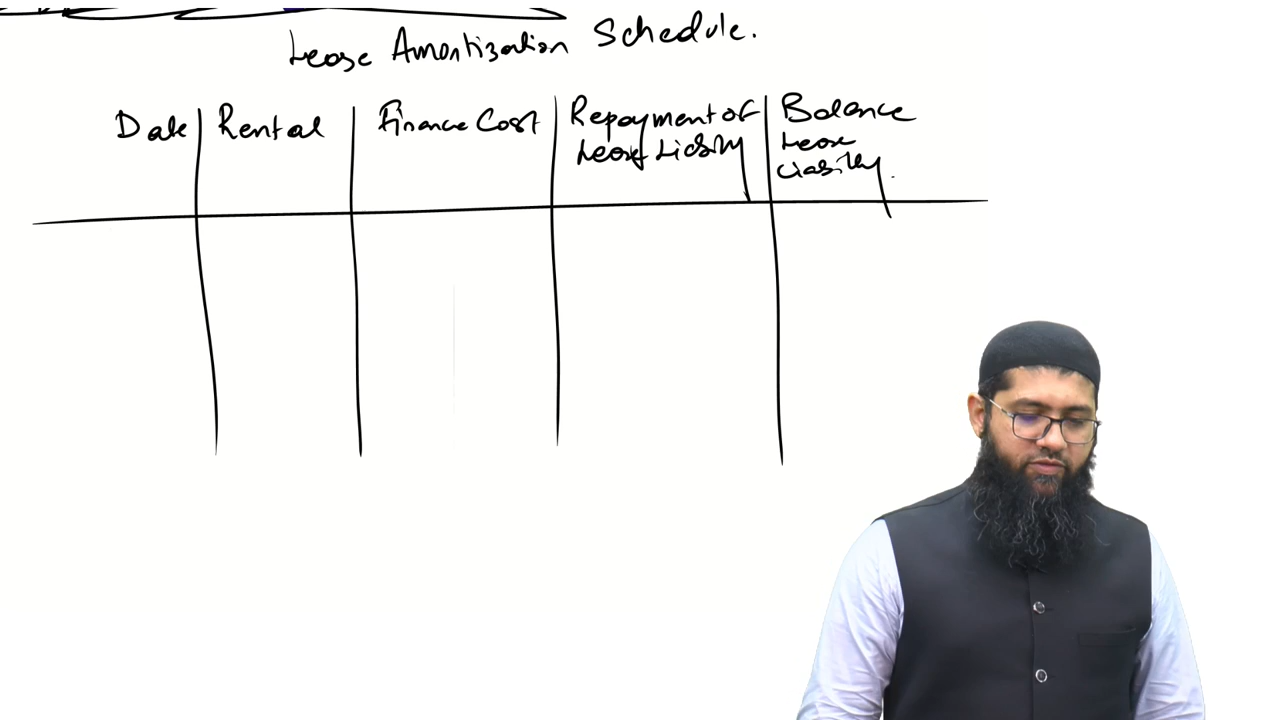 Lease Amortization Schedule.
Date Rental Finance Cost Repayment of Lease Liability Balance Lease Liability.